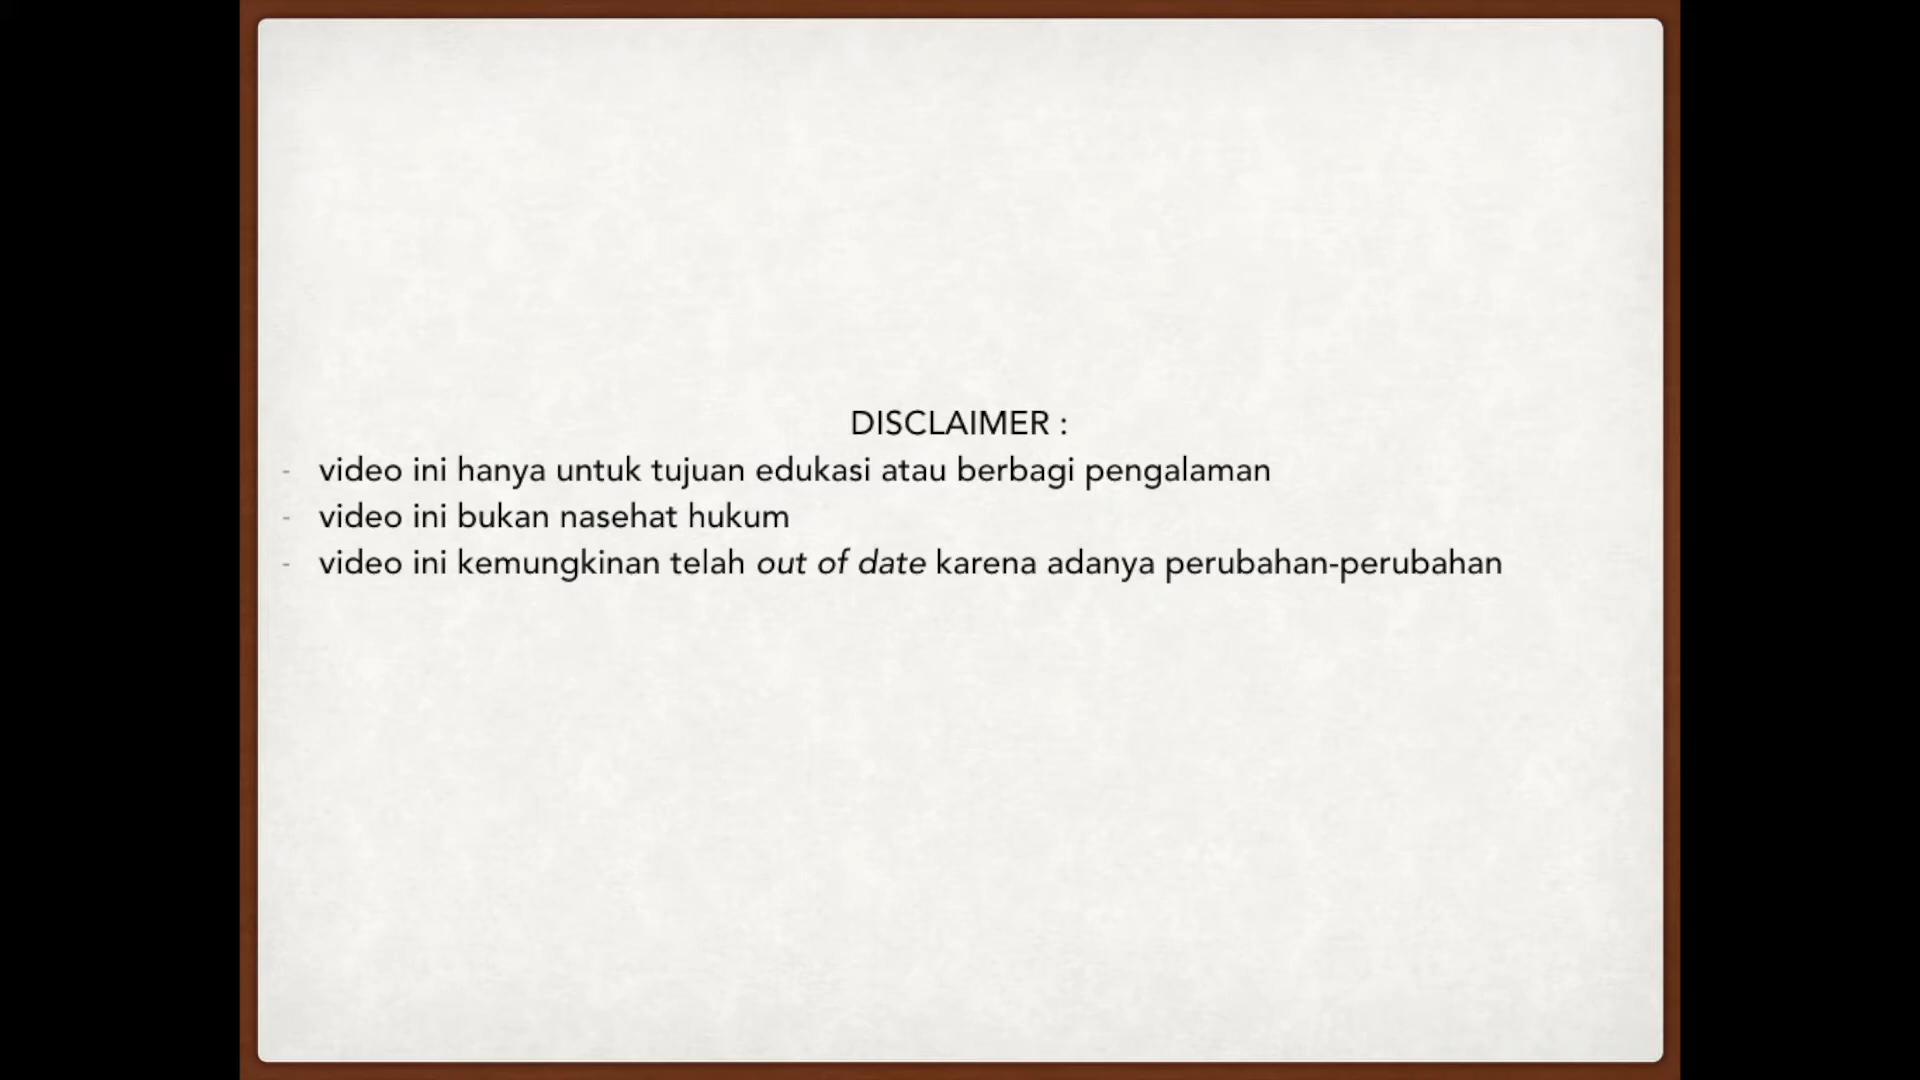 DISCLAIMER :
- video ini hanya untuk tujuan edukasi atau berbagi pengalaman
- video ini bukan nasehat hukum
- video ini kemungkinan telah out of date karena adanya perubahan-perubahan